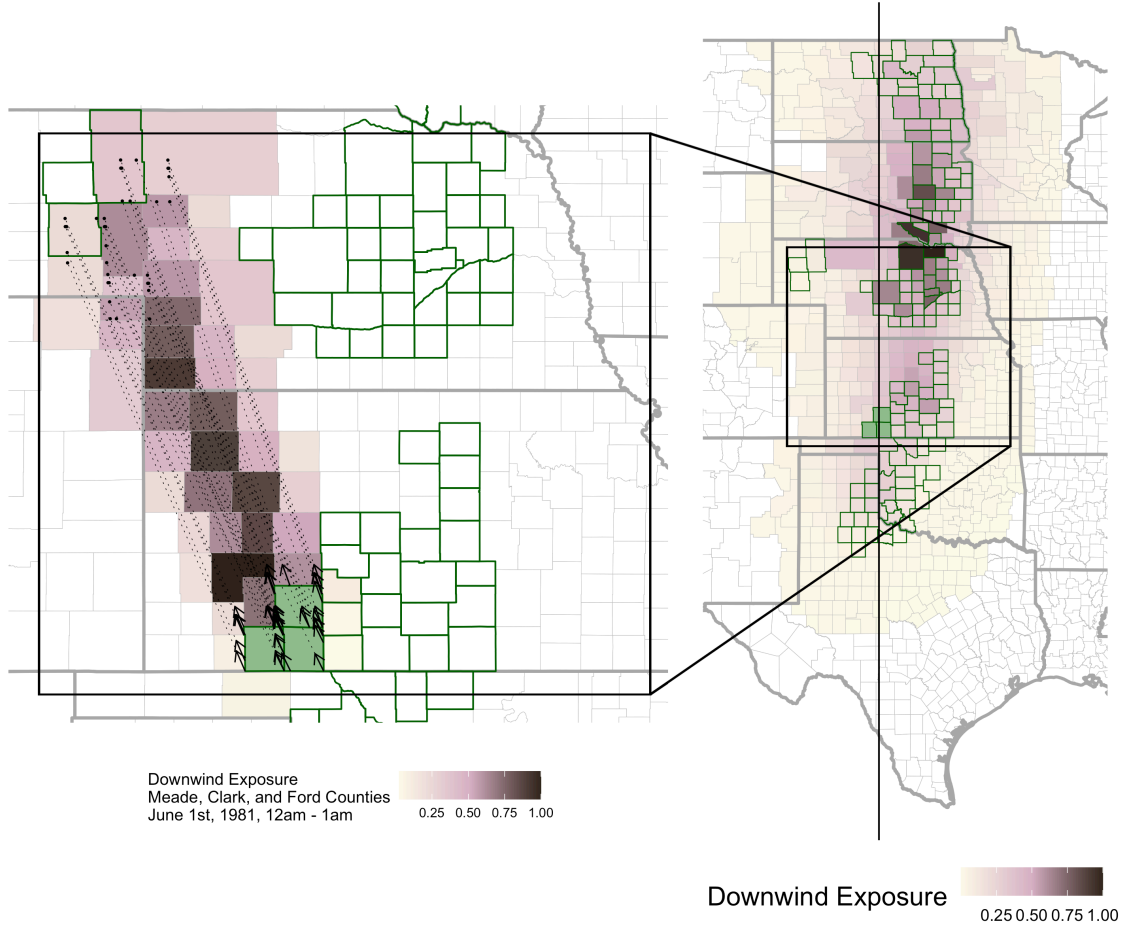 Downwind Exposure
Meade, Clark, and Ford Counties
June 1st, 1981, 12am - 1am
0.25 0.50 0.75 1.00
Downwind Exposure
0.25 0.50 0.75 1.00